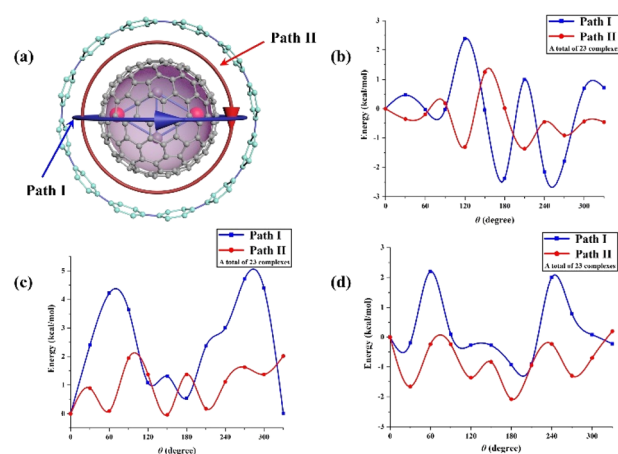 (a)
Path II
Path I
(b)
Path I
Path II
A total of 23 complexes
Energy (kcal/mol)
3
2
1
0
-1
-2
-3
0 60 120 180 240 300
θ (degree)
(c)
Path I
Path II
A total of 23 complexes
Energy (kcal/mol)
5
4
3
2
1
0
0 60 120 180 240 300
θ (degree)
(d)
Path I
Path II
A total of 23 complexes
Energy (kcal/mol)
4
3
2
1
0
-1
-2
-3
0 60 120 180 240 300
θ (degree)